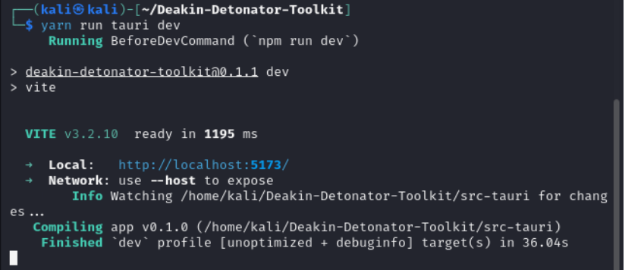 (kali㉿kali)-[~/Deakin-Detonator-Toolkit]
$ yarn run tauri dev
Running BeforeDevCommand (`npm run dev`)
> deakin-detonator-toolkit@0.1.1 dev
> vite
VITE v3.2.10 ready in 1195 ms
➜ Local: http://localhost:5173/
➜ Network: use --host to expose
Info Watching /home/kali/Deakin-Detonator-Toolkit/src-tauri for chang
es...
Compiling app v0.1.0 (/home/kali/Deakin-Detonator-Toolkit/src-tauri)
Finished `dev` profile [unoptimized + debuginfo] target(s) in 36.04s